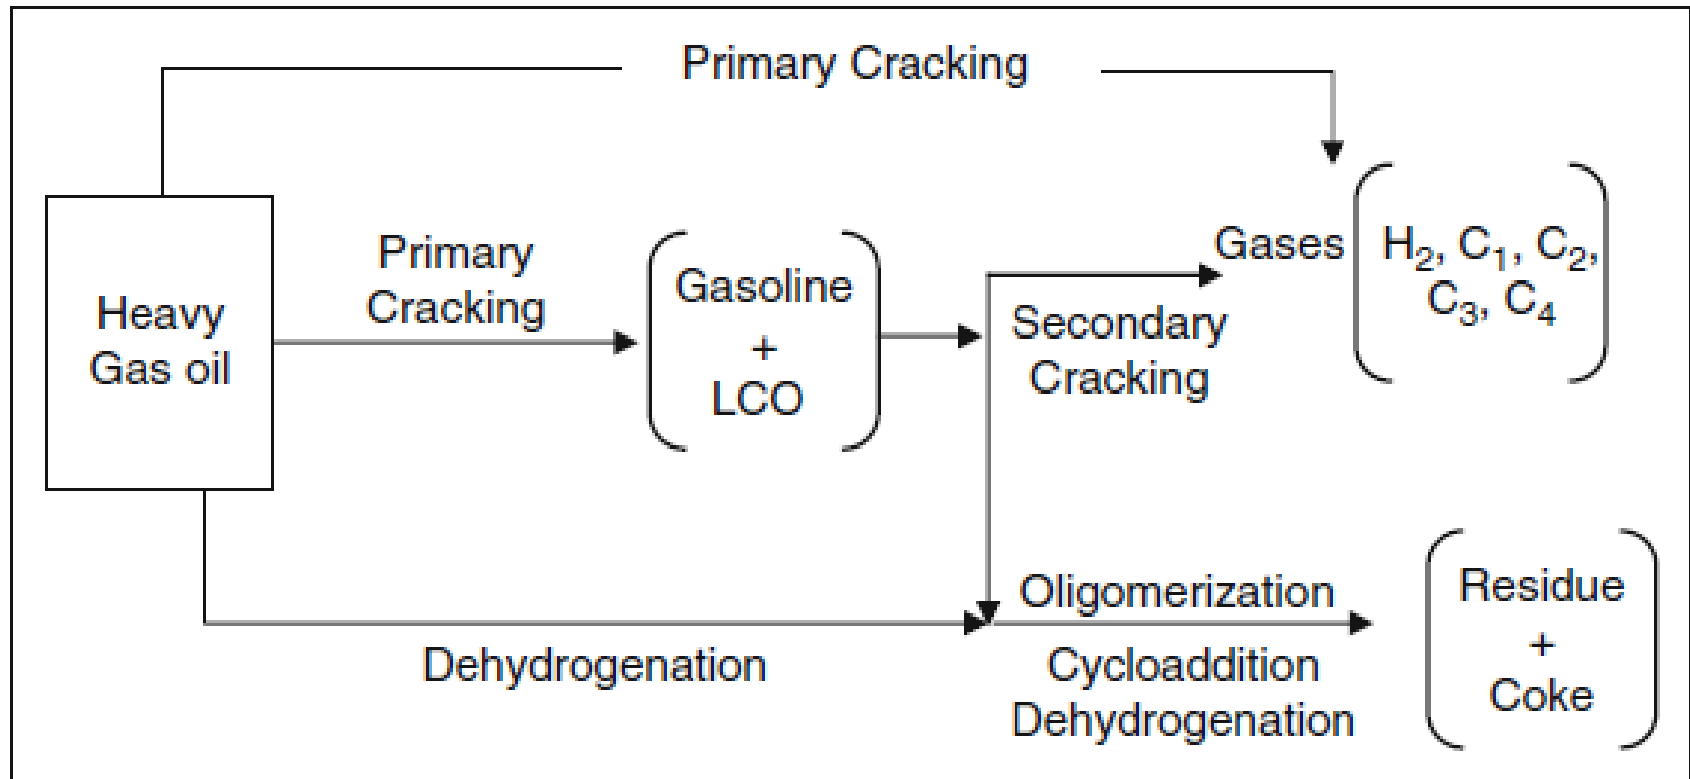 Primary Cracking
Heavy
Gas oil
Primary
Cracking
Gasoline
+
LCO
Gases
H₂, C₁, C₂,
C₃, C₄
Secondary
Cracking
Dehydrogenation
Oligomerization
Cycloaddition
Dehydrogenation
Residue
+
Coke